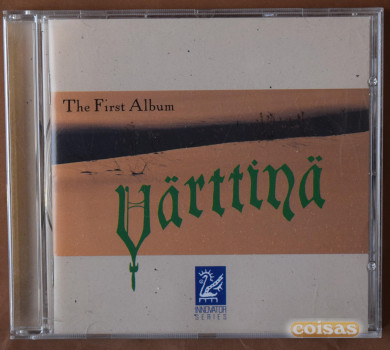 The First Album
Värttinä
INNOVATOR
SERIES
coisas